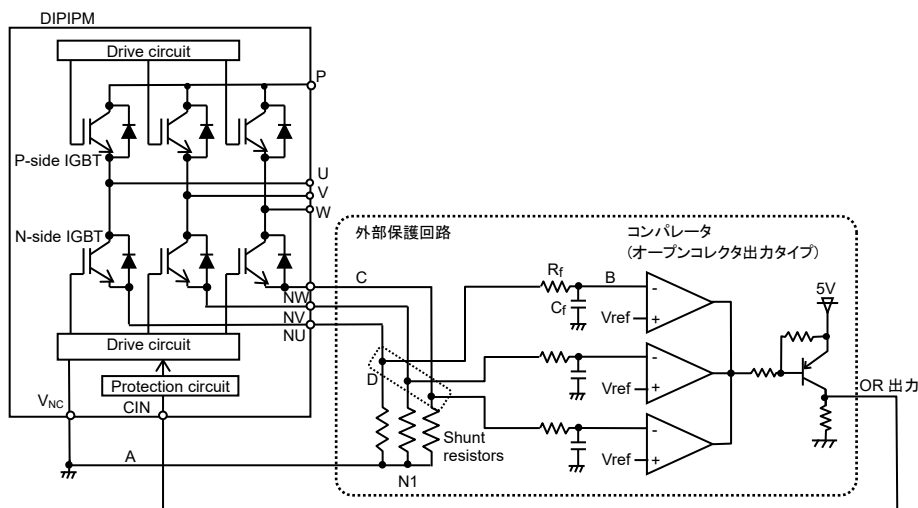 DIPIPM
Drive circuit
P
P-side IGBT
U
V
W
N-side IGBT
外部保護回路
コンパレータ
(オープンコレクタ出力タイプ)
C
Rf
B
Cf
-
Vref
+
5V
NW
NV
NU
Drive circuit
Protection circuit
D
-
Vref
+
OR 出力
VNC
CIN
Shunt
resistors
-
Vref
+
A
N1